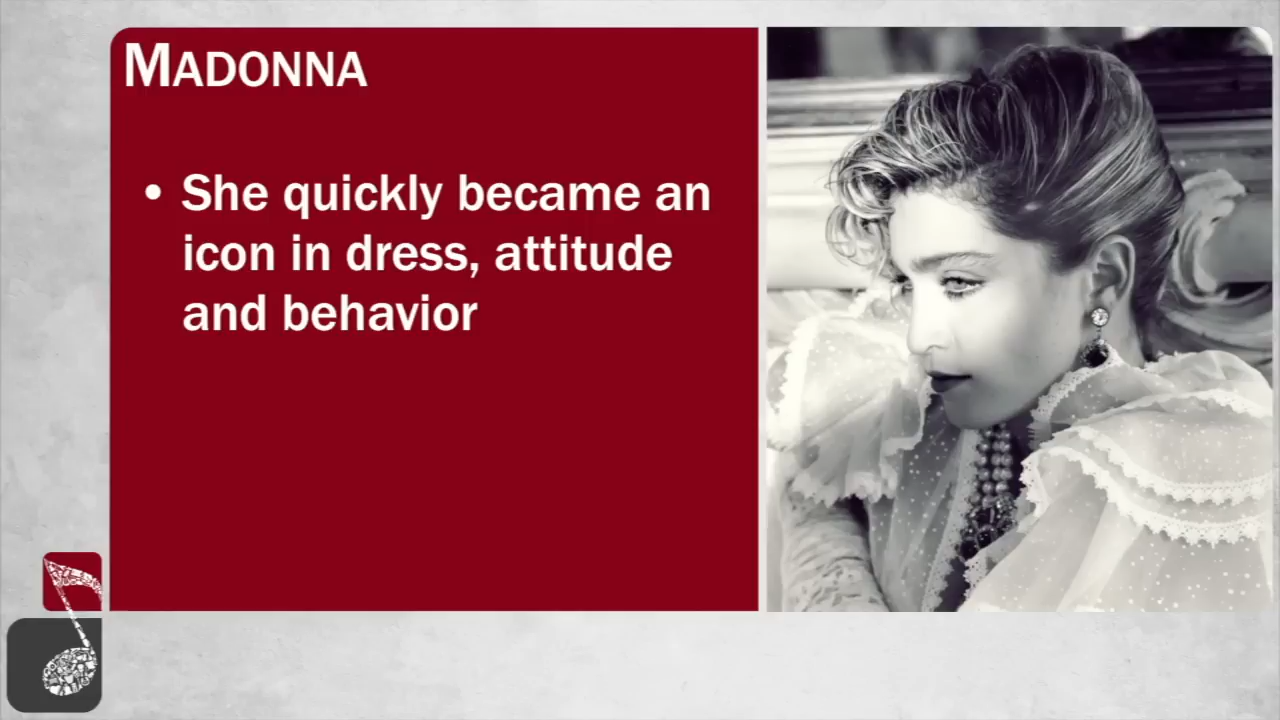 MADONNA
• She quickly became an
icon in dress, attitude
and behavior